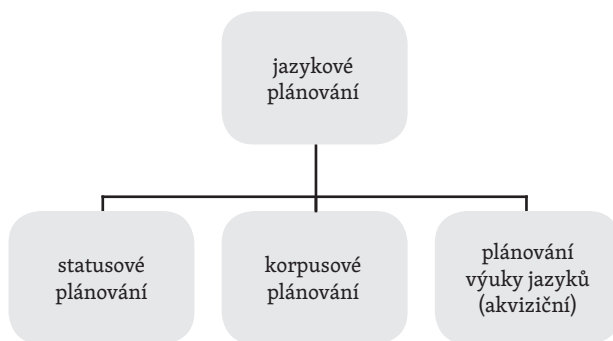 jazykové
plánování
statusové
plánování
korpusové
plánování
plánování
výuky jazyků
(akviziční)